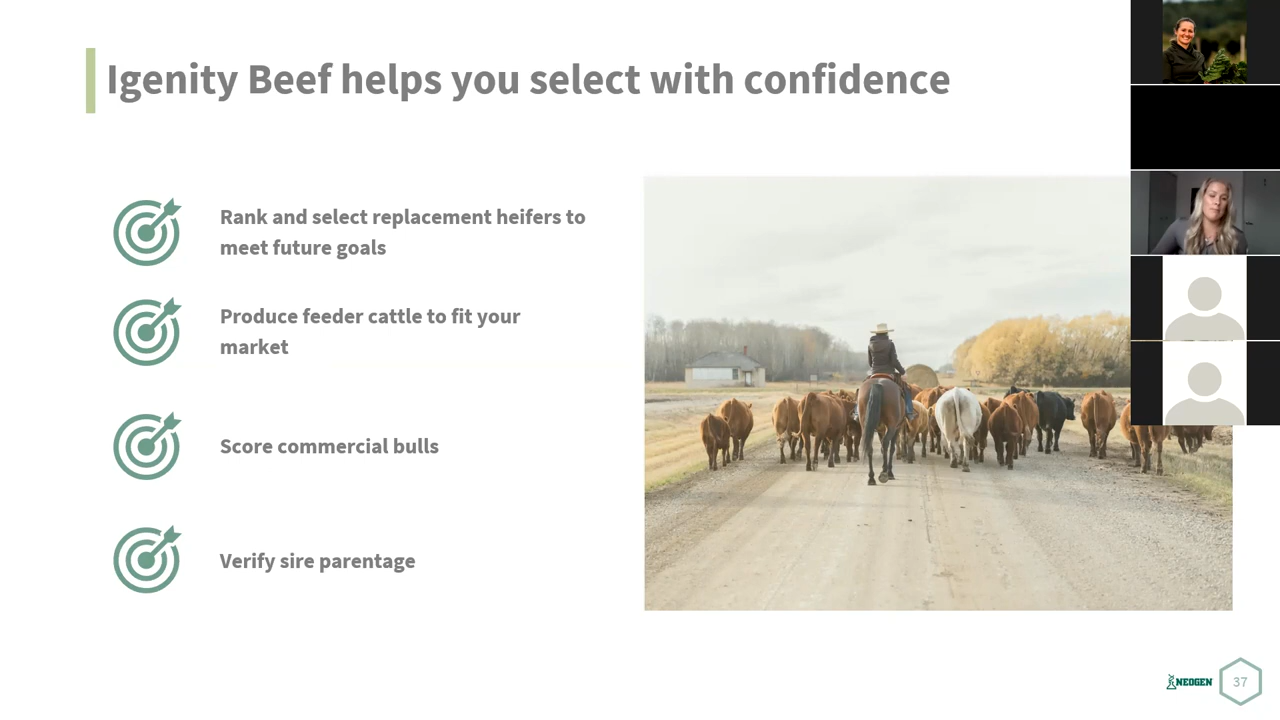 Igenity Beef helps you select with confidence
Rank and select replacement heifers to
meet future goals
Produce feeder cattle to fit your
market
Score commercial bulls
Verify sire parentage
NEOGEN
37